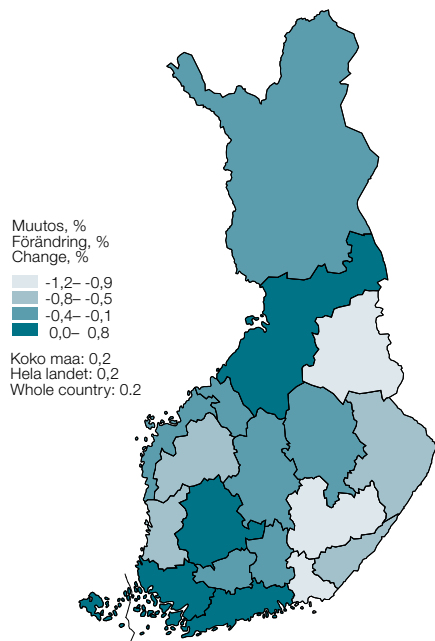 Muutos, %
Förändring, %
Change, %
-1,2– -0,9
-0,8– -0,5
-0,4– -0,1
0,0– 0,8
Koko maa: 0,2
Hela landet: 0,2
Whole country: 0.2